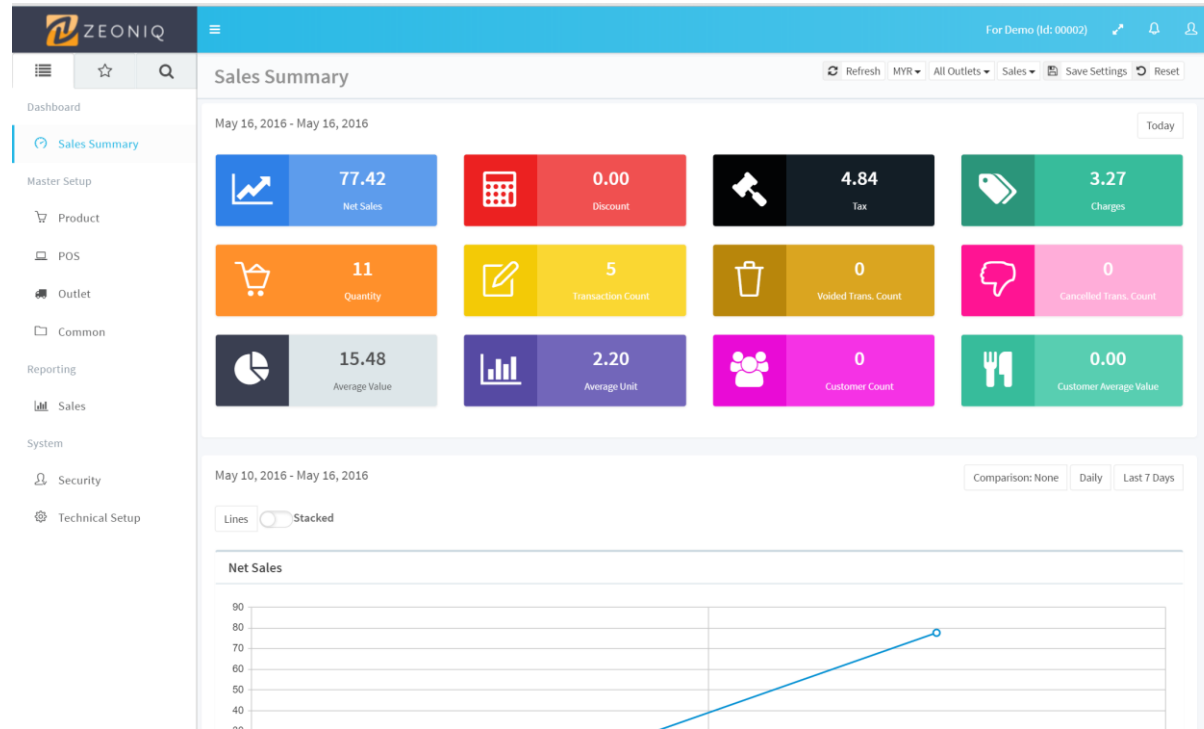 ZEONIQ
For Demo (Id: 00002)
Sales Summary
Refresh MYR All Outlets Sales Save Settings Reset
Dashboard
Sales Summary
Master Setup
Product
POS
Outlet
Common
Reporting
Sales
System
Security
Technical Setup
May 16, 2016 - May 16, 2016
Today
77.42
Net Sales
0.00
Discount
4.84
Tax
3.27
Charges
11
Quantity
5
Transaction Count
0
Voided Trans. Count
0
Cancelled Trans. Count
15.48
Average Value
2.20
Average Unit
0
Customer Count
0.00
Customer Average Value
May 10, 2016 - May 16, 2016
Comparison: None Daily Last 7 Days
Lines Stacked
Net Sales
90
80
70
60
50
40